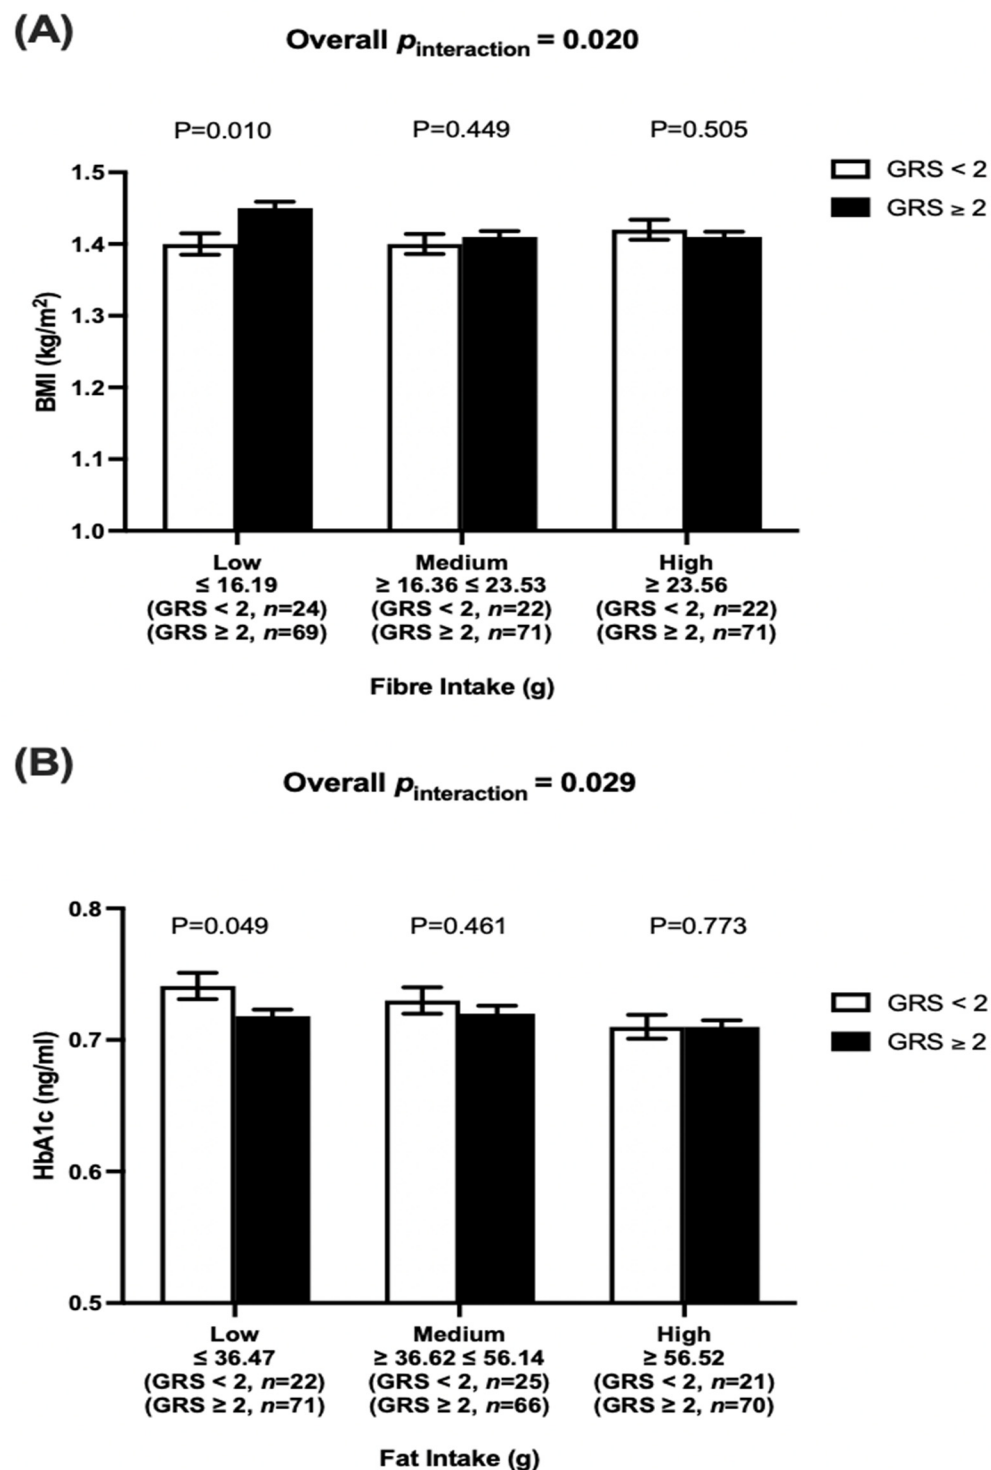 (A)
Overall pinteraction = 0.020
P=0.010 P=0.449 P=0.505
GRS < 2
GRS ≥ 2
1.5
1.4
1.3
1.2
1.1
1.0
BMI (kg/m²)
Low Medium High
≤ 16.19 ≥ 16.36 ≤ 23.53 ≥ 23.56
(GRS < 2, n=24) (GRS < 2, n=22) (GRS < 2, n=22)
(GRS ≥ 2, n=69) (GRS ≥ 2, n=71) (GRS ≥ 2, n=71)
Fibre Intake (g)
(B)
Overall pinteraction = 0.029
P=0.049 P=0.461 P=0.773
GRS < 2
GRS ≥ 2
0.8
0.7
0.6
0.5
HbA1c (ng/ml)
Low Medium High
≤ 36.47 ≥ 36.62 ≤ 56.14 ≥ 56.52
(GRS < 2, n=22) (GRS < 2, n=25) (GRS < 2, n=21)
(GRS ≥ 2, n=71) (GRS ≥ 2, n=66) (GRS ≥ 2, n=70)
Fat Intake (g)